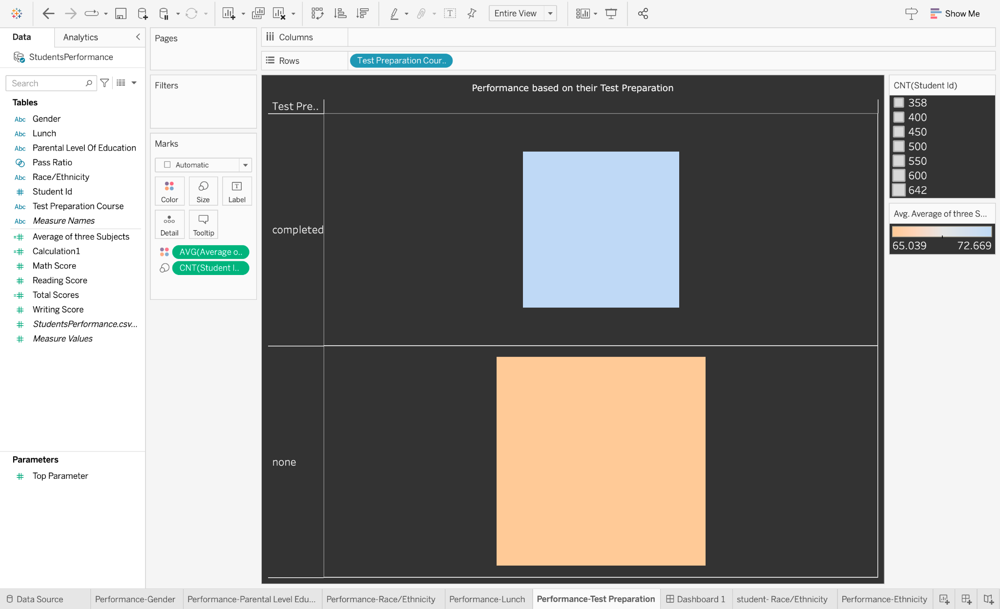 Entire View
Show Me
Data
Analytics
StudentsPerformance
Search
Tables
Abc Gender
Abc Lunch
Abc Parental Level Of Education
Pass Ratio
Abc Race/Ethnicity
Student Id
Abc Test Preparation Course
Abc Measure Names
Average of three Subjects
Calculation1
Math Score
Reading Score
Total Scores
Writing Score
StudentsPerformance.csv...
Measure Values
Parameters
Top Parameter
Pages
Filters
Marks
Automatic
Color
Size
T
Label
Detail
Tooltip
AVG(Average o..
CNT(Student I..
Columns
Rows
Test Preparation Cour..
Performance based on their Test Preparation
Test Pre..
completed
none
CNT(Student Id)
358
400
450
500
550
600
642
Avg. Average of three S...
65.039 72.669
Data Source
Performance-Gender
Performance-Parental Level Edu...
Performance-Race/Ethnicity
Performance-Lunch
Performance-Test Preparation
Dashboard 1
student- Race/Ethnicity
Performance-Ethnicity